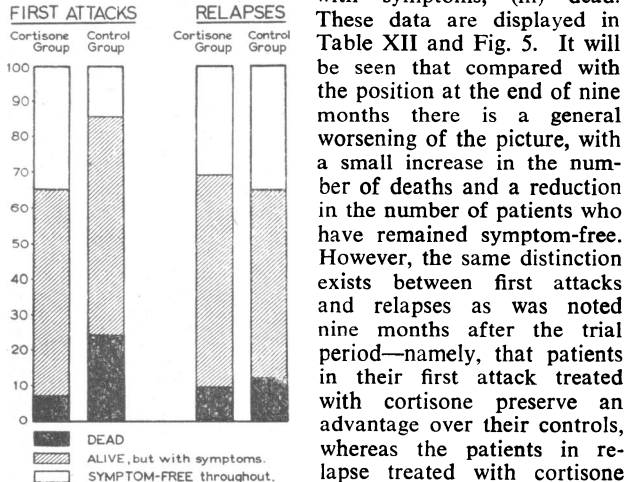 FIRST ATTACKS RELAPSES
Cortisone Group Control Group Cortisone Group Control Group
100
90
80
70
60
50
40
30
20
10
0
DEAD
ALIVE, but with symptoms.
SYMPTOM-FREE throughout.
with symptoms, (iii) dead.
These data are displayed in
Table XII and Fig. 5. It will
be seen that compared with
the position at the end of nine
months there is a general
worsening of the picture, with
a small increase in the num-
ber of deaths and a reduction
in the number of patients who
have remained symptom-free.
However, the same distinction
exists between first attacks
and relapses as was noted
nine months after the trial
period—namely, that patients
in their first attack treated
with cortisone preserve an
advantage over their controls,
whereas the patients in re-
lapse treated with cortisone